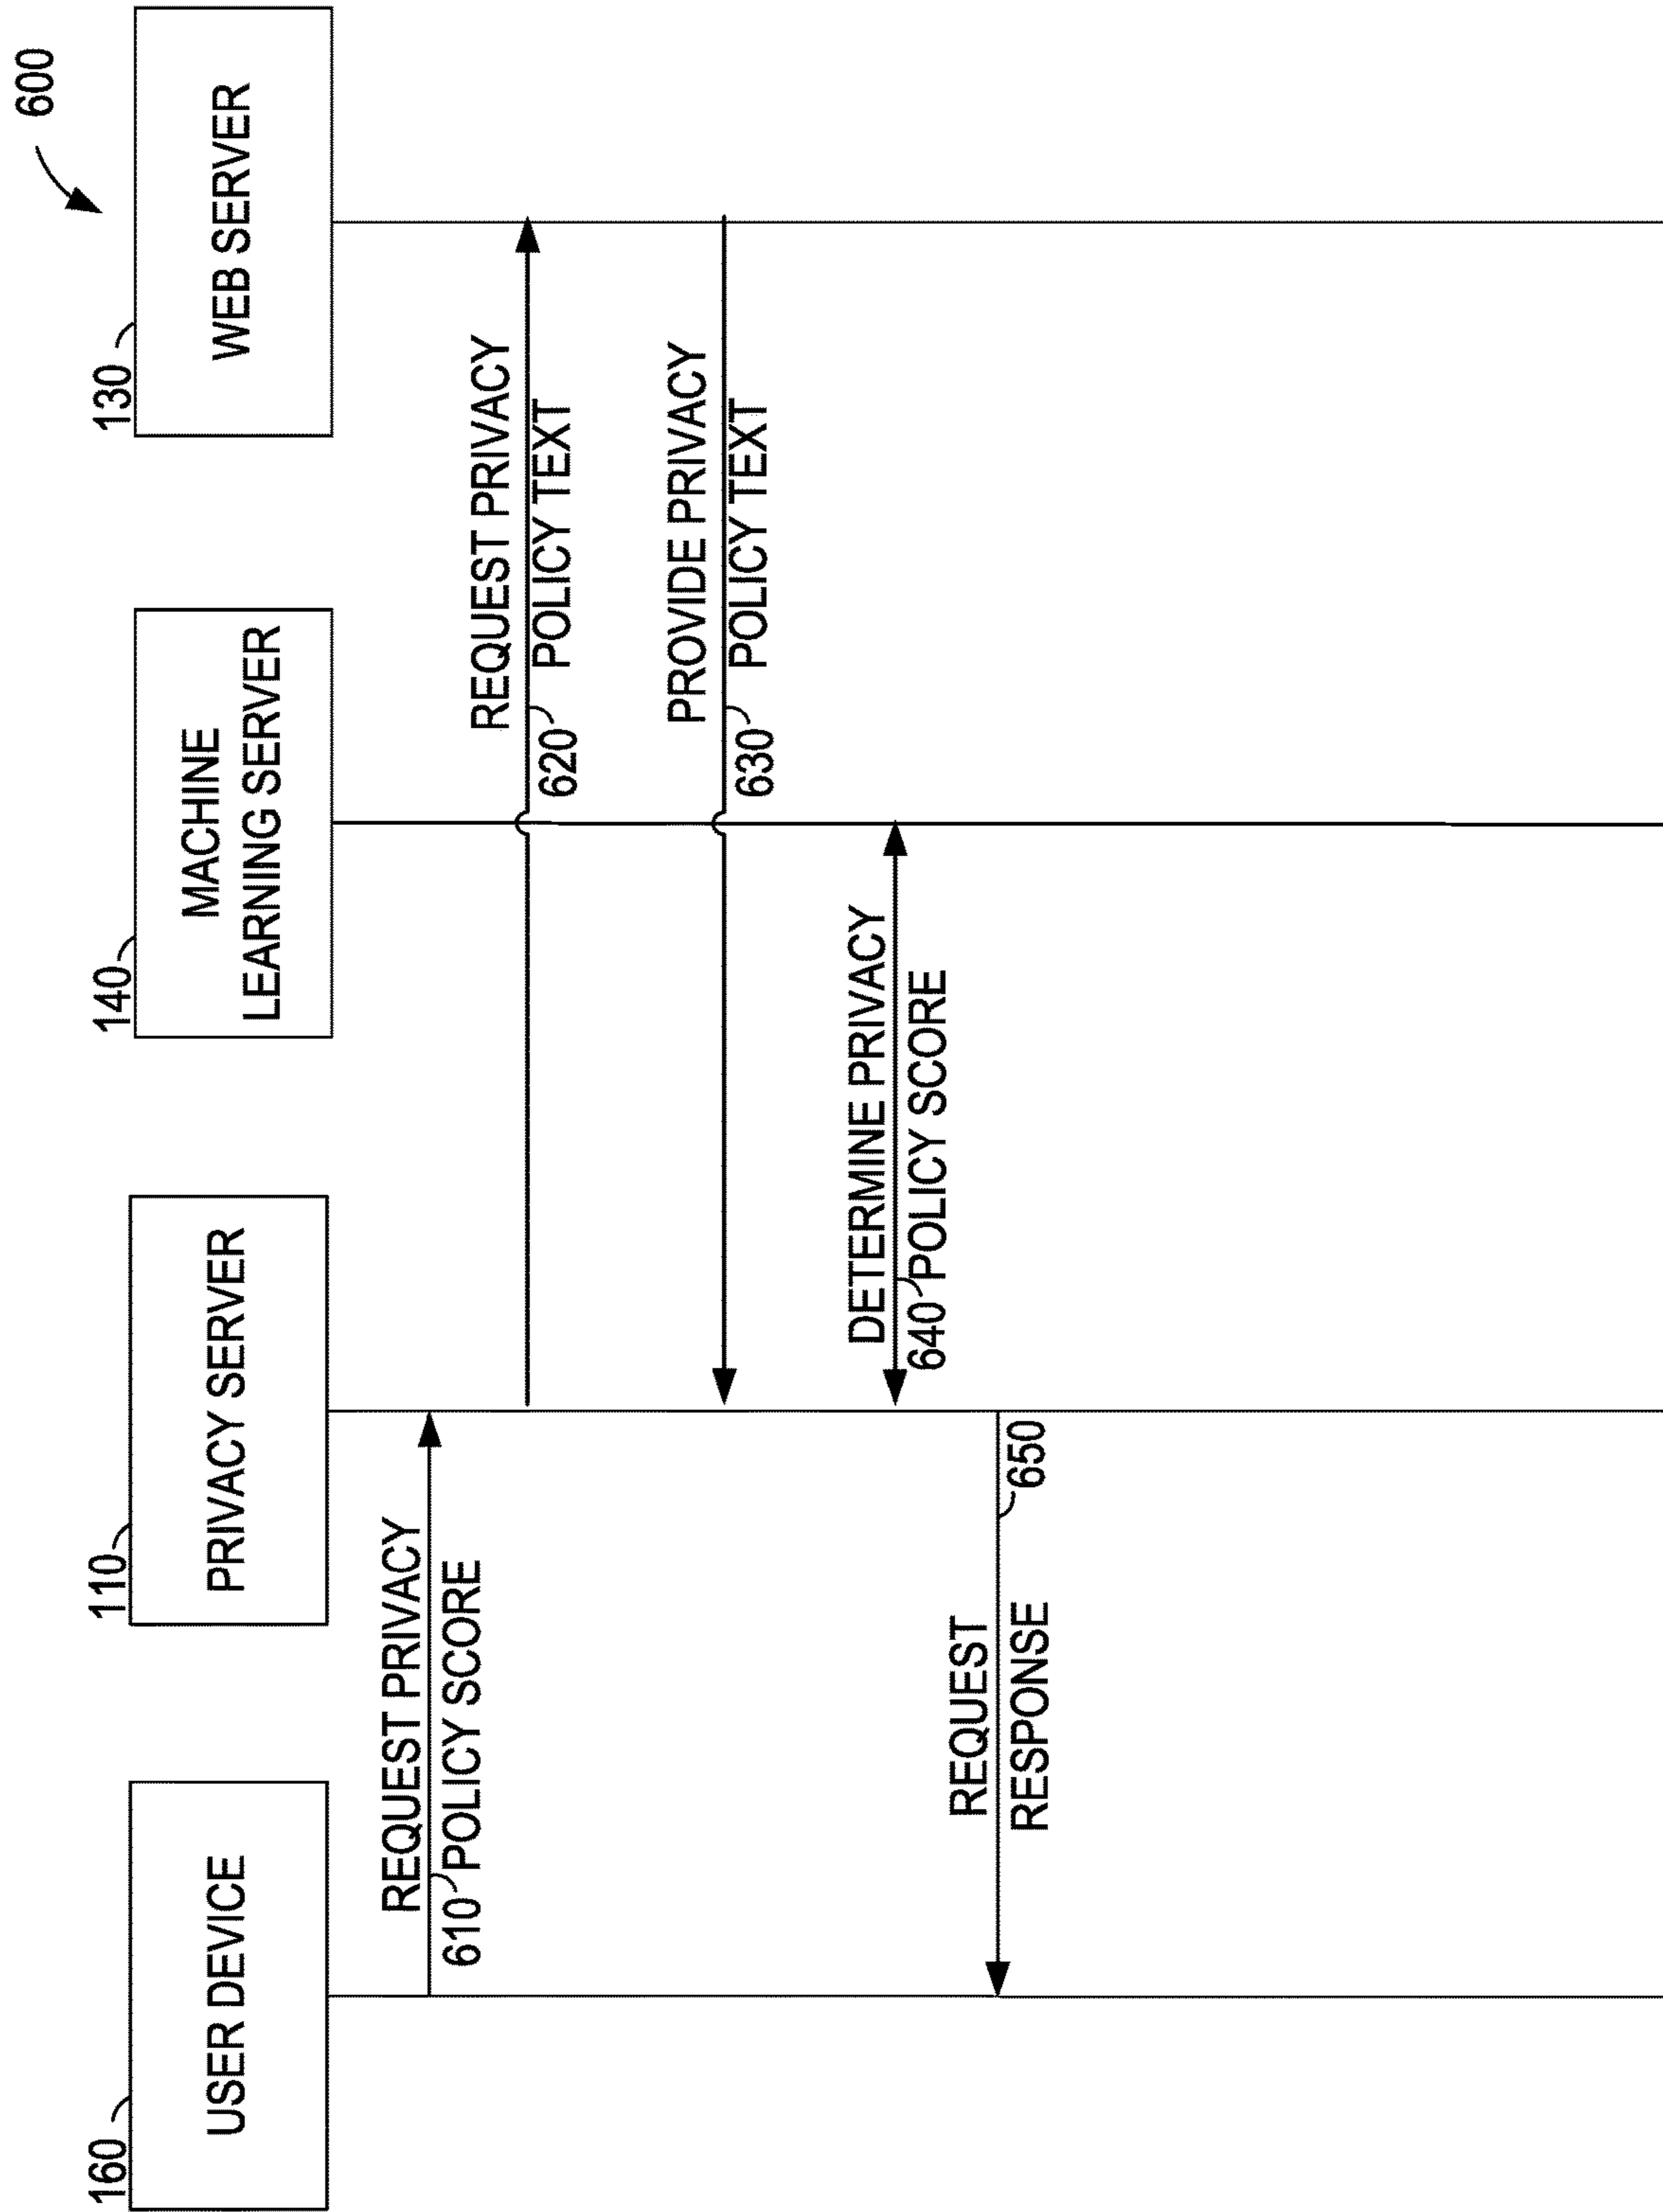 600
160
USER DEVICE
110
PRIVACY SERVER
140
MACHINE
LEARNING SERVER
130
WEB SERVER
REQUEST PRIVACY
610 POLICY SCORE
REQUEST PRIVACY
620 POLICY TEXT
PROVIDE PRIVACY
630 POLICY TEXT
DETERMINE PRIVACY
640 POLICY SCORE
REQUEST
RESPONSE
650